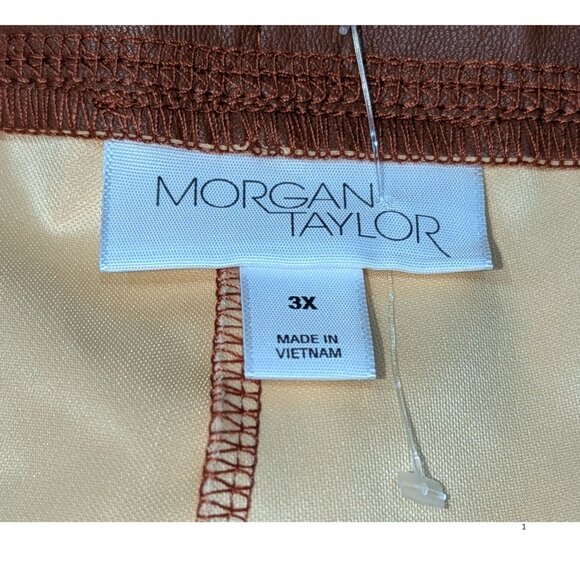 MORGAN
TAYLOR
3X
MADE IN
VIETNAM
1